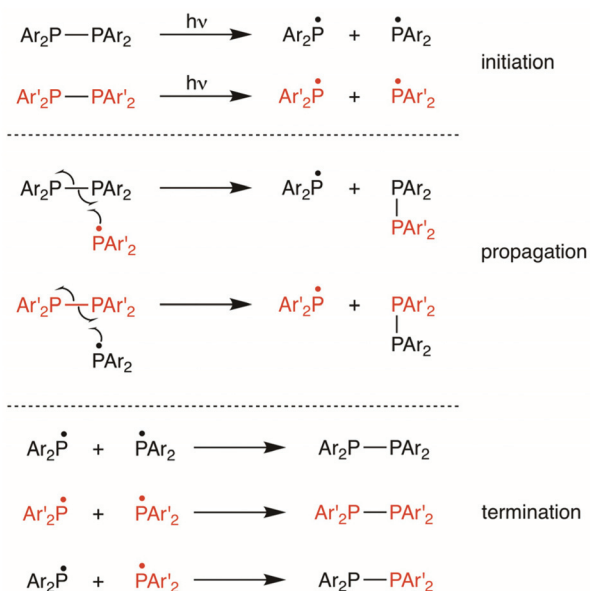 Ar₂P—PAr₂ hν Ar₂P• + •PAr₂
initiation
Ar'₂P—PAr'₂ hν Ar'₂P• + •PAr'₂
Ar₂P—PAr₂ Ar₂P• + PAr₂
•PAr'₂ PAr'₂
propagation
Ar'₂P—PAr'₂ Ar'₂P• + PAr'₂
•PAr₂ PAr₂
Ar₂P• + •PAr₂ Ar₂P—PAr₂
Ar'₂P• + •PAr'₂ Ar'₂P—PAr'₂ termination
Ar₂P• + •PAr'₂ Ar₂P—PAr'₂